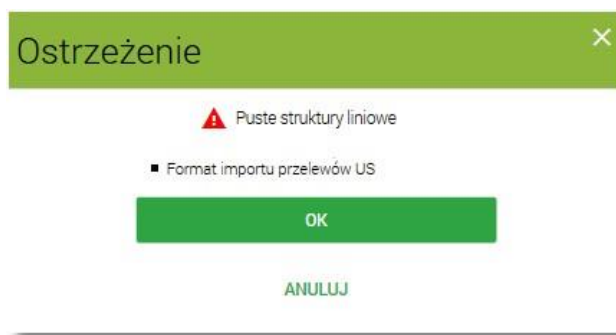 Ostrzeżenie
Puste struktury liniowe
Format importu przelewów US
OK
ANULUJ